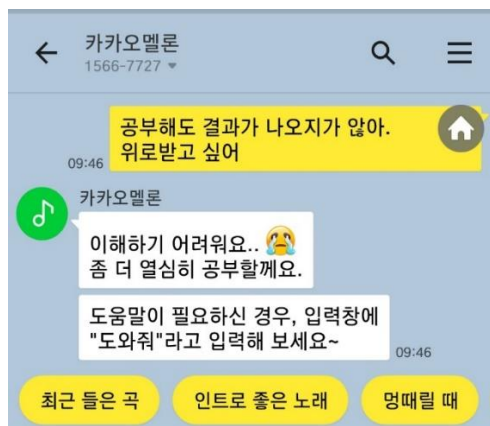 카카오멜론
1566-7727
공부해도 결과가 나오지가 않아.
위로받고 싶어
09:46
카카오멜론
이해하기 어려워요..
좀 더 열심히 공부할께요.
도움말이 필요하신 경우, 입력창에
"도와줘"라고 입력해 보세요~
09:46
최근 들은 곡
인트로 좋은 노래
멍때릴 때